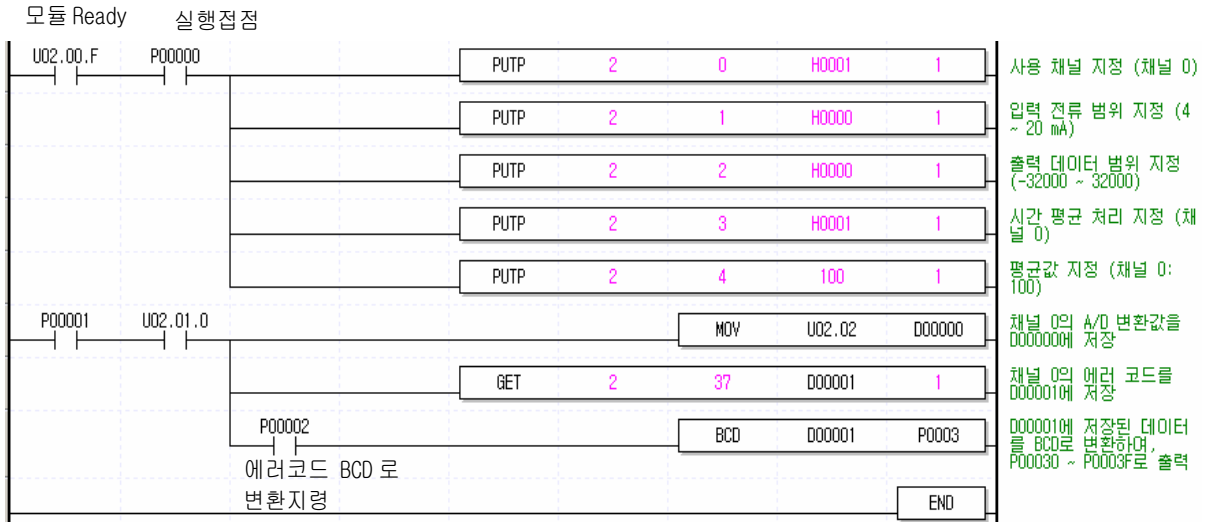 모듈 Ready 실행접점
U02.00.F P00000 PUTP 2 0 H0001 1 사용 채널 지정 (채널 0)
PUTP 2 1 H0000 1 입력 전류 범위 지정 (4
~ 20 mA)
PUTP 2 2 H0000 1 출력 데이터 범위 지정
(-32000 ~ 32000)
PUTP 2 3 H0001 1 시간 평균 처리 지정 (채
널 0)
PUTP 2 4 100 1 평균값 지정 (채널 0:
100)
P00001 U02.01.0 MOV U02.02 D00000 채널 0의 A/D 변환값을
D00000에 저장
GET 2 37 D00001 1 채널 0의 에러 코드를
D00001에 저장
P00002 BCD D00001 P0003 D00001에 저장된 데이터
를 BCD로 변환하여,
P00030 ~ P0003F로 출력
에러코드 BCD 로
변환지령
END